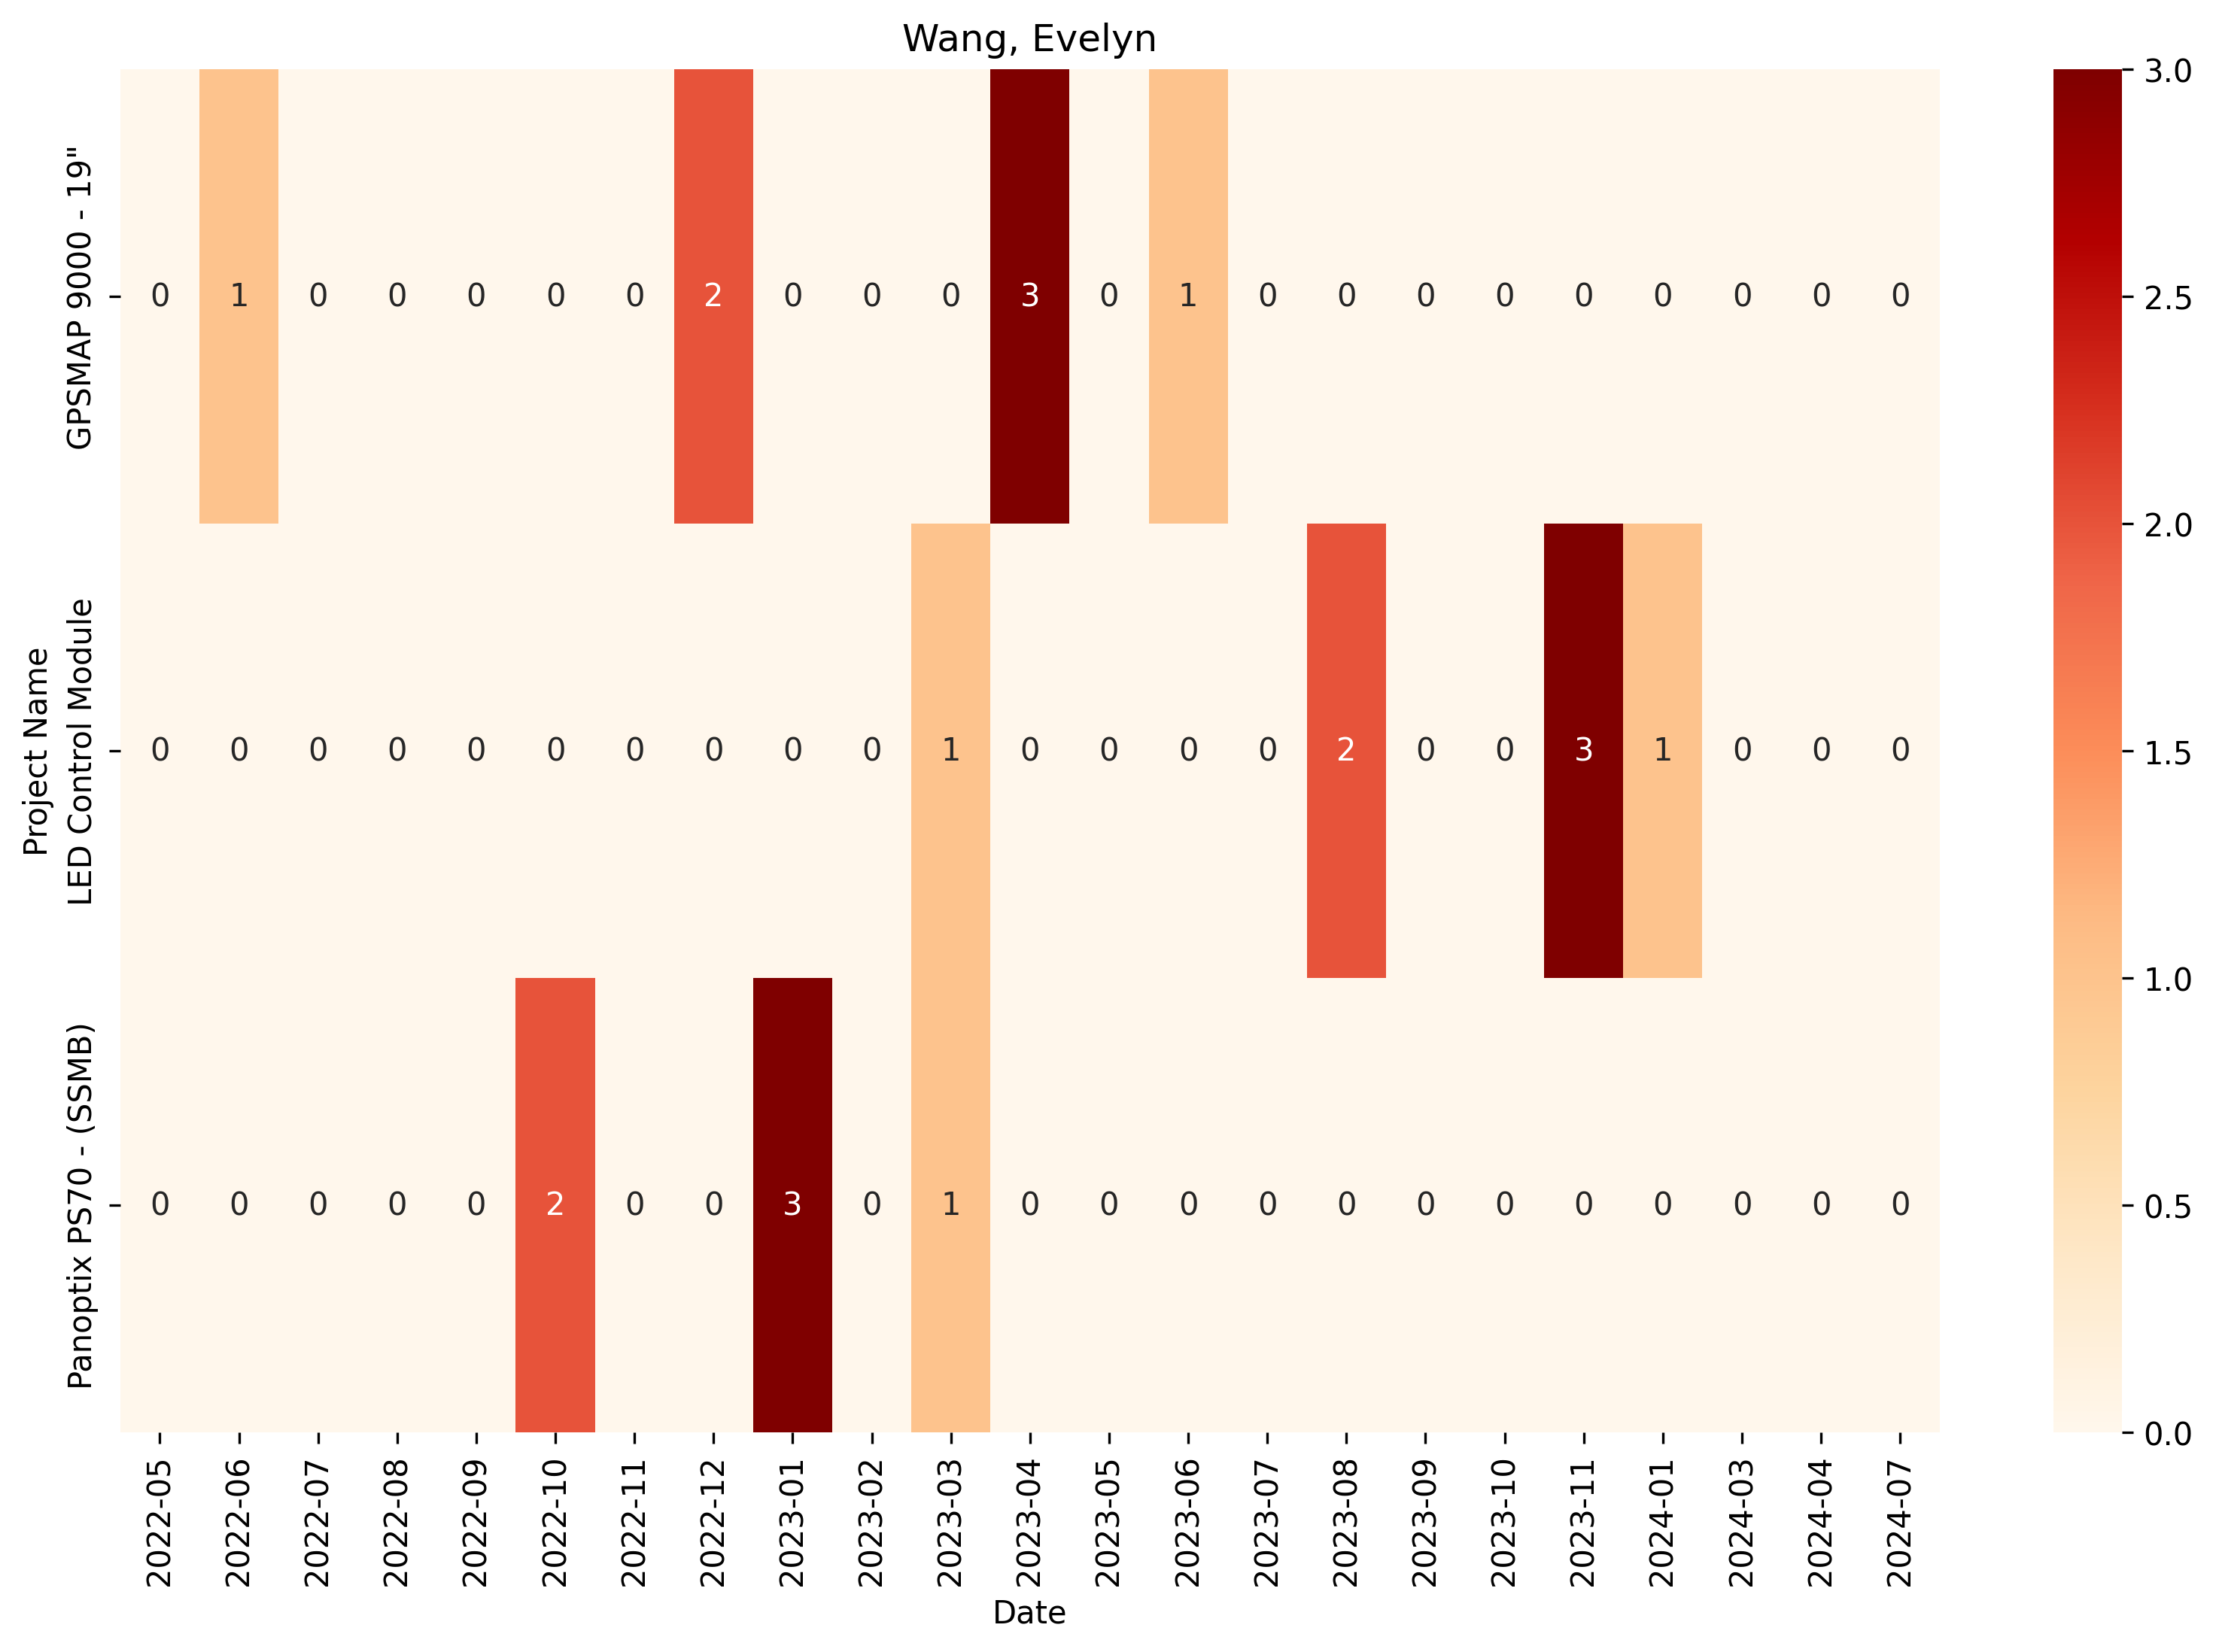 Wang, Evelyn
Project Name
GPSMAP 9000 - 19"
0 1 0 0 0 0 0 2 0 0 0 3 0 1 0 0 0 0 0 0 0 0 0
LED Control Module
0 0 0 0 0 0 0 0 0 0 1 0 0 0 0 2 0 0 3 1 0 0 0
Panoptix PS70 - (SSMB)
0 0 0 0 0 2 0 0 3 0 1 0 0 0 0 0 0 0 0 0 0 0 0
2022-05 2022-06 2022-07 2022-08 2022-09 2022-10 2022-11 2022-12 2023-01 2023-02 2023-03 2023-04 2023-05 2023-06 2023-07 2023-08 2023-09 2023-10 2023-11 2024-01 2024-03 2024-04 2024-07
Date
3.0
2.5
2.0
1.5
1.0
0.5
0.0